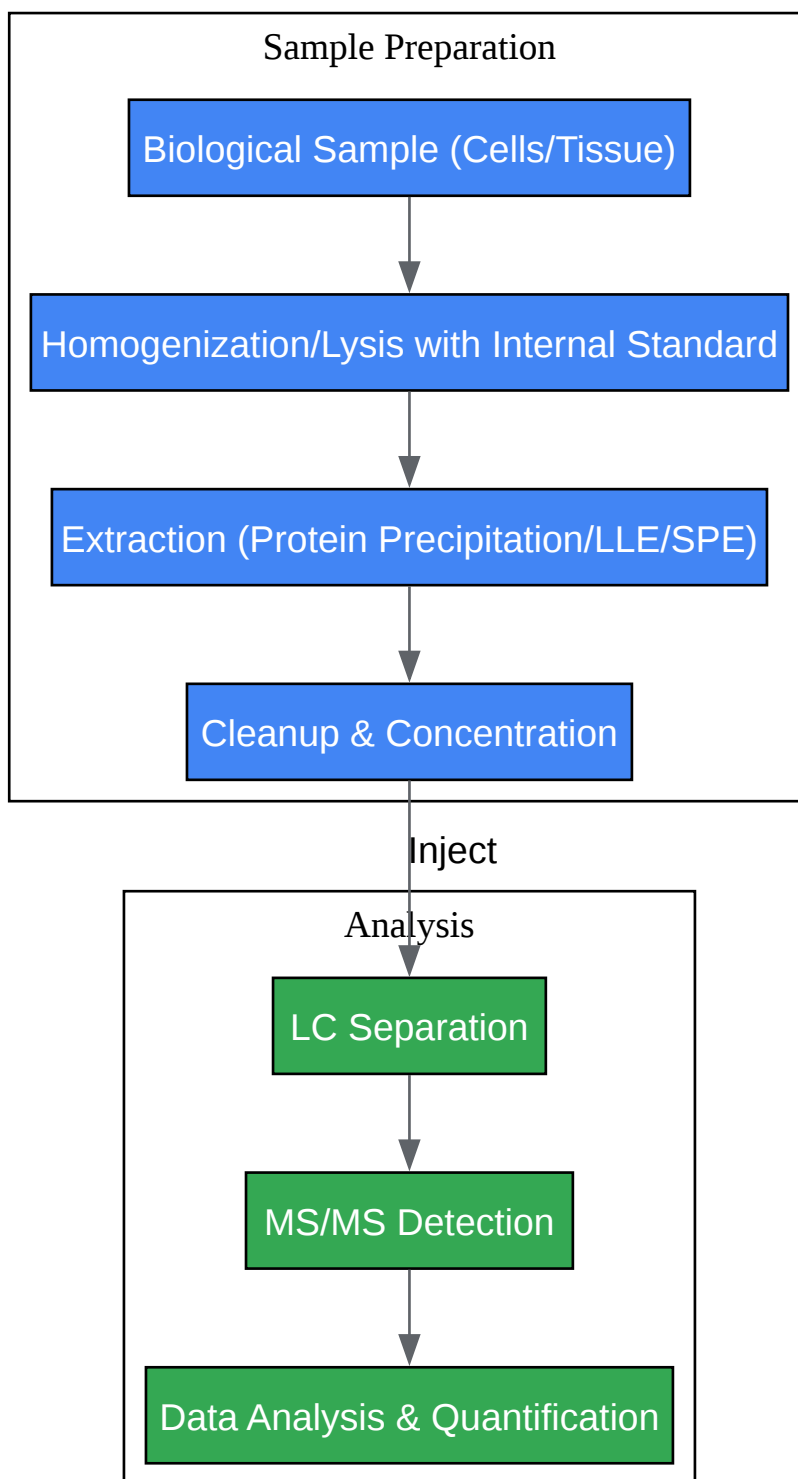 Sample Preparation
Biological Sample (Cells/Tissue)
Homogenization/Lysis with Internal Standard
Extraction (Protein Precipitation/LLE/SPE)
Cleanup & Concentration
Inject
Analysis
LC Separation
MS/MS Detection
Data Analysis & Quantification